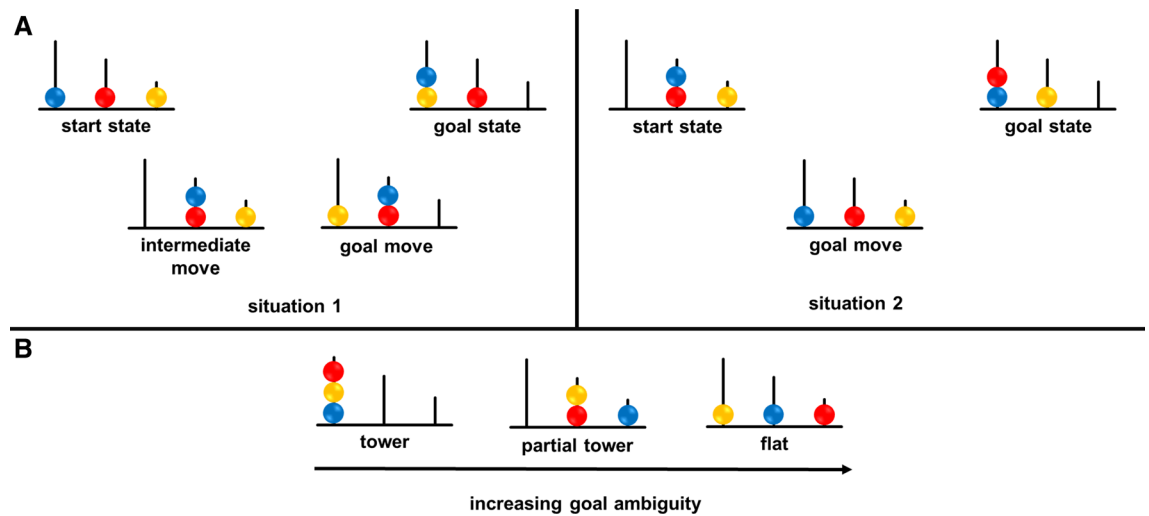 A
start state
goal state
start state
goal state
intermediate
move
goal move
goal move
situation 1
situation 2
B
tower
partial tower
flat
increasing goal ambiguity